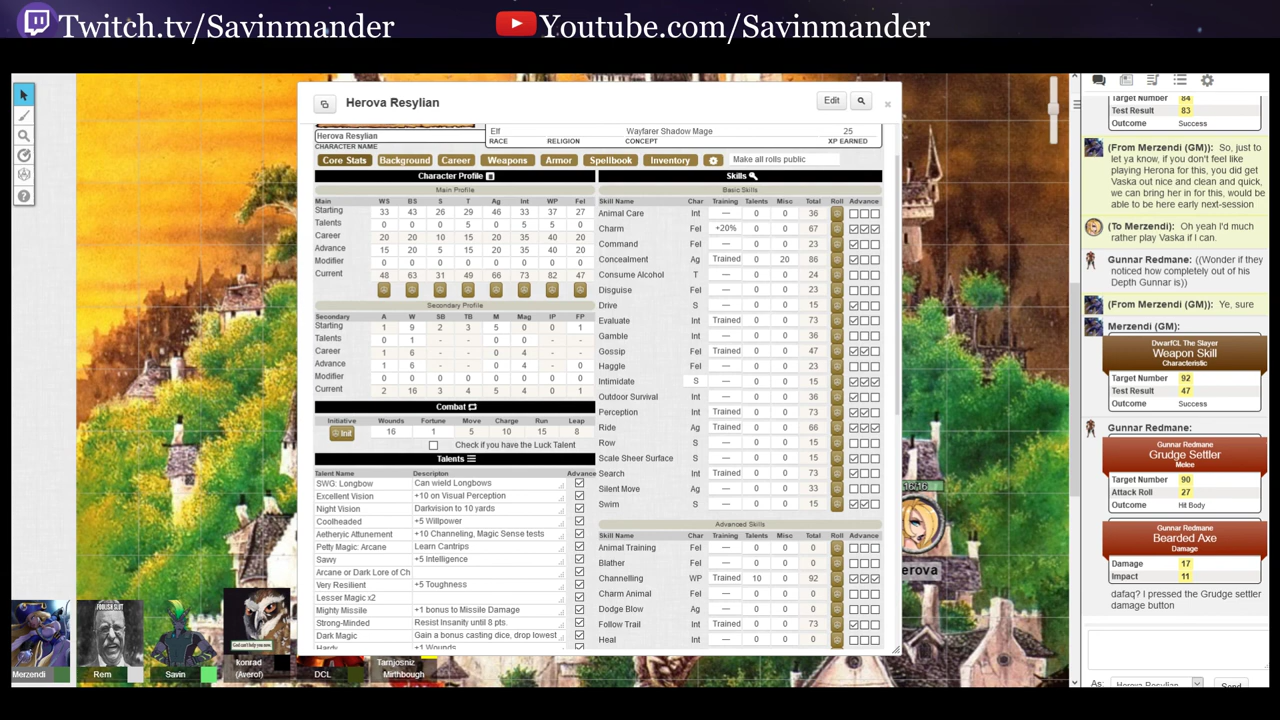 Twitch.tv/Savinmander
Youtube.com/Savinmander
Herova Resylian
Edit
Herova Resylian
CHARACTER NAME
Elf Wayfarer Shadow Mage 25
RACE RELIGION CONCEPT XP EARNED
Core Stats Background Career Weapons Armor Spellbook Inventory Make all rolls public
Character Profile
Main Profile
Main WS BS S T Ag Int WP Fel
Starting 33 43 26 29 46 33 37 27
Talents 0 0 0 5 0 5 5 0
Career 20 20 10 15 20 35 40 20
Advance 15 20 5 15 20 35 40 20
Modifier 0 0 0 0 0 0 0 0
Current 48 63 31 49 66 73 82 47
Secondary Profile
Secondary A W SB TB M Mag IP FP
Starting 1 9 2 3 5 0 0 1
Talents 0 1 - - 0 0 - -
Career 1 6 - - 0 4 - -
Advance 1 6 - - 0 4 - 0
Modifier 0 0 0 0 0 0 0 0
Current 2 16 3 4 5 4 0 1
Combat
Initiative Wounds Fortune Move Charge Run Leap
Init 16 1 5 10 15 8
Check if you have the Luck Talent
Talents
Talent Name Descripton Advance
SWG: Longbow Can wield Longbows
Excellent Vision +10 on Visual Perception
Night Vision Darkvision to 10 yards
Coolheaded +5 Willpower
Aetheryic Attunement +10 Channeling, Magic Sense tests
Petty Magic: Arcane Learn Cantrips
Savvy +5 Intelligence
Arcane or Dark Lore of Ch
Very Resilient +5 Toughness
Lesser Magic x2
Mighty Missile +1 bonus to Missile Damage
Strong-Minded Resist Insanity until 8 pts.
Dark Magic Gain a bonus casting dice, drop lowest
Hardy +1 Wounds
Skills
Basic Skills
Skill Name Char Training Talents Misc Total Roll Advance
Animal Care Int — 0 0 36
Charm Fel +20% 0 0 67
Command Fel — 0 0 23
Concealment Ag Trained 0 20 86
Consume Alcohol T — 0 0 24
Disguise Fel — 0 0 23
Drive S — 0 0 15
Evaluate Int Trained 0 0 73
Gamble Int — 0 0 36
Gossip Fel Trained 0 0 47
Haggle Fel — 0 0 23
Intimidate S — 0 0 15
Outdoor Survival Int — 0 0 36
Perception Int Trained 0 0 73
Ride Ag Trained 0 0 66
Row S — 0 0 15
Scale Sheer Surface S — 0 0 15
Search Int Trained 0 0 73
Silent Move Ag — 0 0 33
Swim S — 0 0 15
Advanced Skills
Skill Name Char Training Talents Misc Total Roll Advance
Animal Training Fel — 0 0 0
Blather Fel — 0 0 0
Channelling WP Trained 10 0 92
Charm Animal Fel — 0 0 0
Dodge Blow Ag — 0 0 0
Follow Trail Int Trained 0 0 73
Heal Int — 0 0 0
16/16
erova
Target Number 84
Test Result 83
Outcome Success
(From Merzendi (GM)): So, just to
let ya know, if you don't feel like
playing Herona for this, you did get
Vaska out nice and clean and quick,
we can bring her in for this, would be
able to be here early next-session
(To Merzendi): Oh yeah I'd much
rather play Vaska if I can.
Gunnar Redmane: ((Wonder if they
noticed how completely out of his
Depth Gunnar is))
(From Merzendi (GM)): Ye, sure
Merzendi (GM):
DwarfCL The Slayer
Weapon Skill
Characteristic
Target Number 92
Test Result 47
Outcome Success
Gunnar Redmane:
Gunnar Redmane
Grudge Settler
Melee
Target Number 90
Attack Roll 27
Outcome Hit Body
Gunnar Redmane
Bearded Axe
Damage
Damage 17
Impact 11
dafaq? I pressed the Grudge settler
damage button
As: Herova Resylian Send
FOOLISH SLUT
God can't help you now.
Merzendi
Rem
Savin
konrad
(Averof)
DCL
Tarnjosniz
Mirthbough